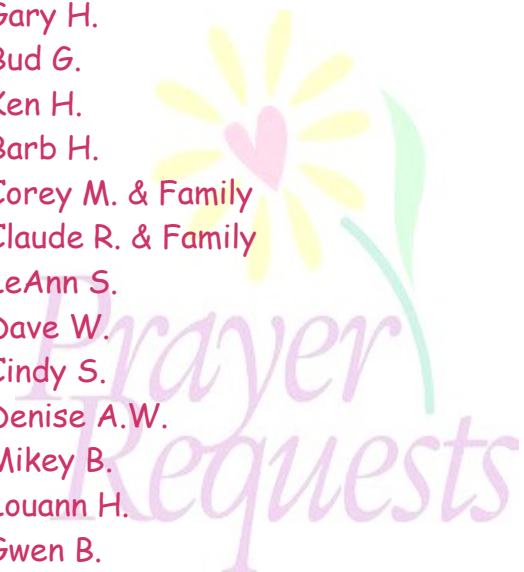 Gary H.
Bud G.
Ken H.
Barb H.
Corey M. & Family
Claude R. & Family
LeAnn S.
Dave W.
Cindy S.
Denise A.W.
Mikey B.
Louann H.
Gwen B.
Prayer
Requests